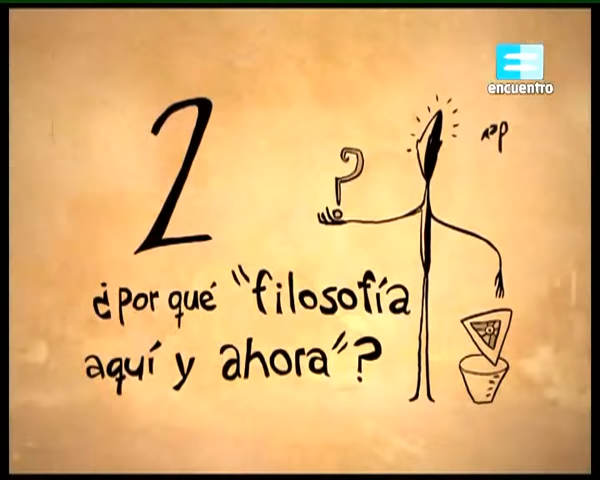 encuentro
2
¿por qué "filosofía
aquí y ahora"?